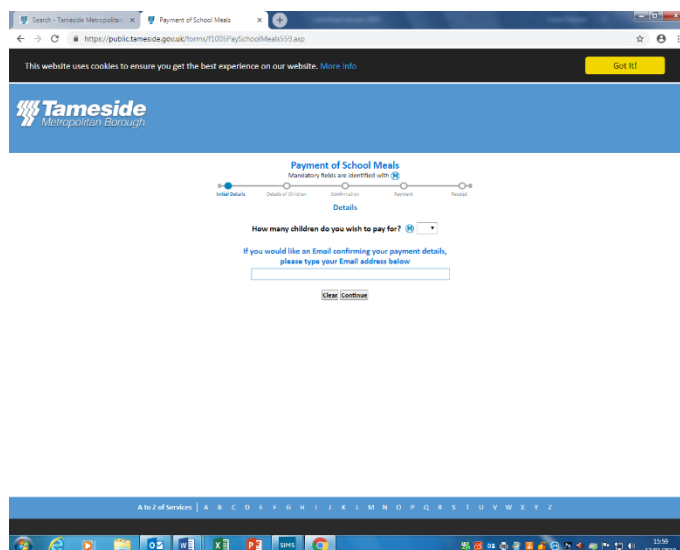 Search - Tameside Metropolitan
Payment of School Meals
https://public.tameside.gov.uk/forms/f1005PaySchoolMeals559.asp
This website uses cookies to ensure you get the best experience on our website. More info
Got It!
Tameside
Metropolitan Borough
Payment of School Meals
Mandatory fields are identified with M
Initial Details
Details of Children
Confirmation
Payment
Receipt
Details
How many children do you wish to pay for? M
If you would like an Email confirming your payment details,
please type your Email address below
Clear Continue
A to Z of Services | A B C D E F G H I J K L M N O P Q R S T U V W X Y Z
SIMS
15:59